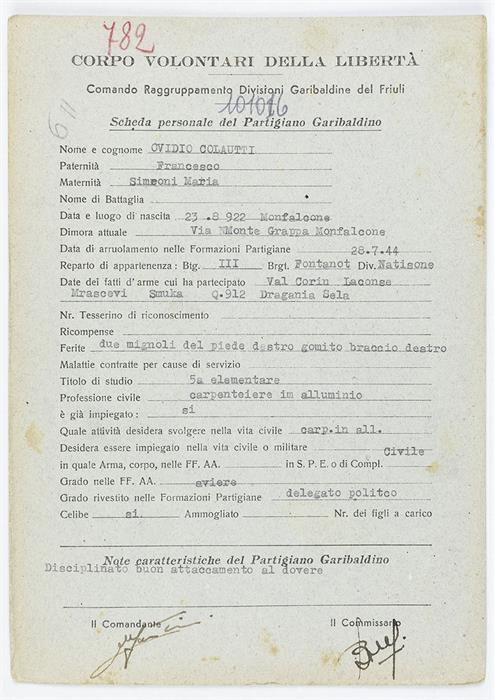 782
CORPO VOLONTARI DELLA LIBERTÀ
Comando Raggruppamento Divisioni Garibaldine del Friuli
101016
Scheda personale del Partigiano Garibaldino
Nome e cognome OVIDIO COLAUTTI
Paternità Francesco
Maternità Simeoni Maria
Nome di Battaglia
Data e luogo di nascita 23 .8 922 Monfalcone
Dimora attuale Via NMonte Grappa Monfalcone
Data di arruolamento nelle Formazioni Partigiane 28.7.44
Reparto di appartenenza: Btg. III Brgt. Fontanot Div. Natisone
Date dei fatti d'arme cui ha partecipato Val Corin Laconse
Mrascevi Smuka Q.912 Dragania Sela
Nr. Tesserino di riconoscimento
Ricompense
Ferite due mignoli del piede destro gomito braccio destro
Malattie contratte per cause di servizio
Titolo di studio 5a elementare
Professione civile carpenteiere im alluminio
è già impiegato: si
Quale attività desidera svolgere nella vita civile carp.in all.
Desidera essere impiegato nella vita civile o militare Civile
in quale Arma, corpo, nelle FF. AA. in S. P. E. o di Compl.
Grado nelle FF. AA. aviere
Grado rivestito nelle Formazioni Partigiane delegato politco
Celibe si Ammogliato Nr. dei figli a carico
Note caratteristiche del Partigiano Garibaldino
Disciplinato buon attaccamento al dovere
Il Comandante Il Commissario